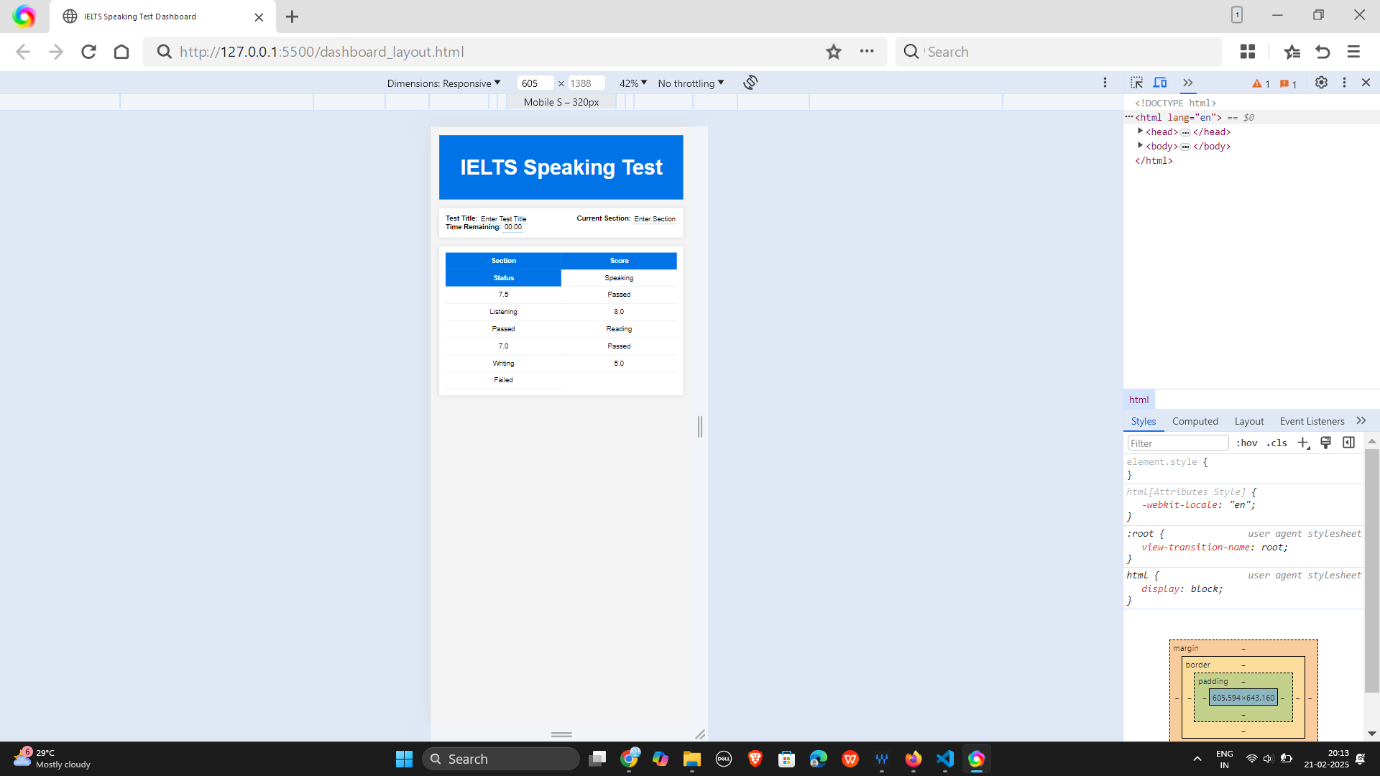 IELTS Speaking Test Dashboard
1
http://127.0.0.1:5500/dashboard_layout.html
Search
Dimensions: Responsive 605 × 1388 42% No throttling
1 1
Mobile S – 320px
IELTS Speaking Test
Test Title: Enter Test Title
Current Section: Enter Section
Time Remaining: 00:00
Section Score
Status Speaking
7.5 Passed
Listening 8.0
Passed Reading
7.0 Passed
Writing 5.0
Failed
<!DOCTYPE html>
<html lang="en"> == $0
<head> </head>
<body> </body>
</html>
html
Styles Computed Layout Event Listeners
Filter :hov .cls
element.style {
}
html[Attributes Style] {
-webkit-locale: "en";
}
:root { user agent stylesheet
view-transition-name: root;
}
html { user agent stylesheet
display: block;
}
margin –
border –
padding –
– – – 605.594×643.160 – – –
–
–
6
29°C
Mostly cloudy
Search
DELL
ENG
IN
20:13
21-02-2025